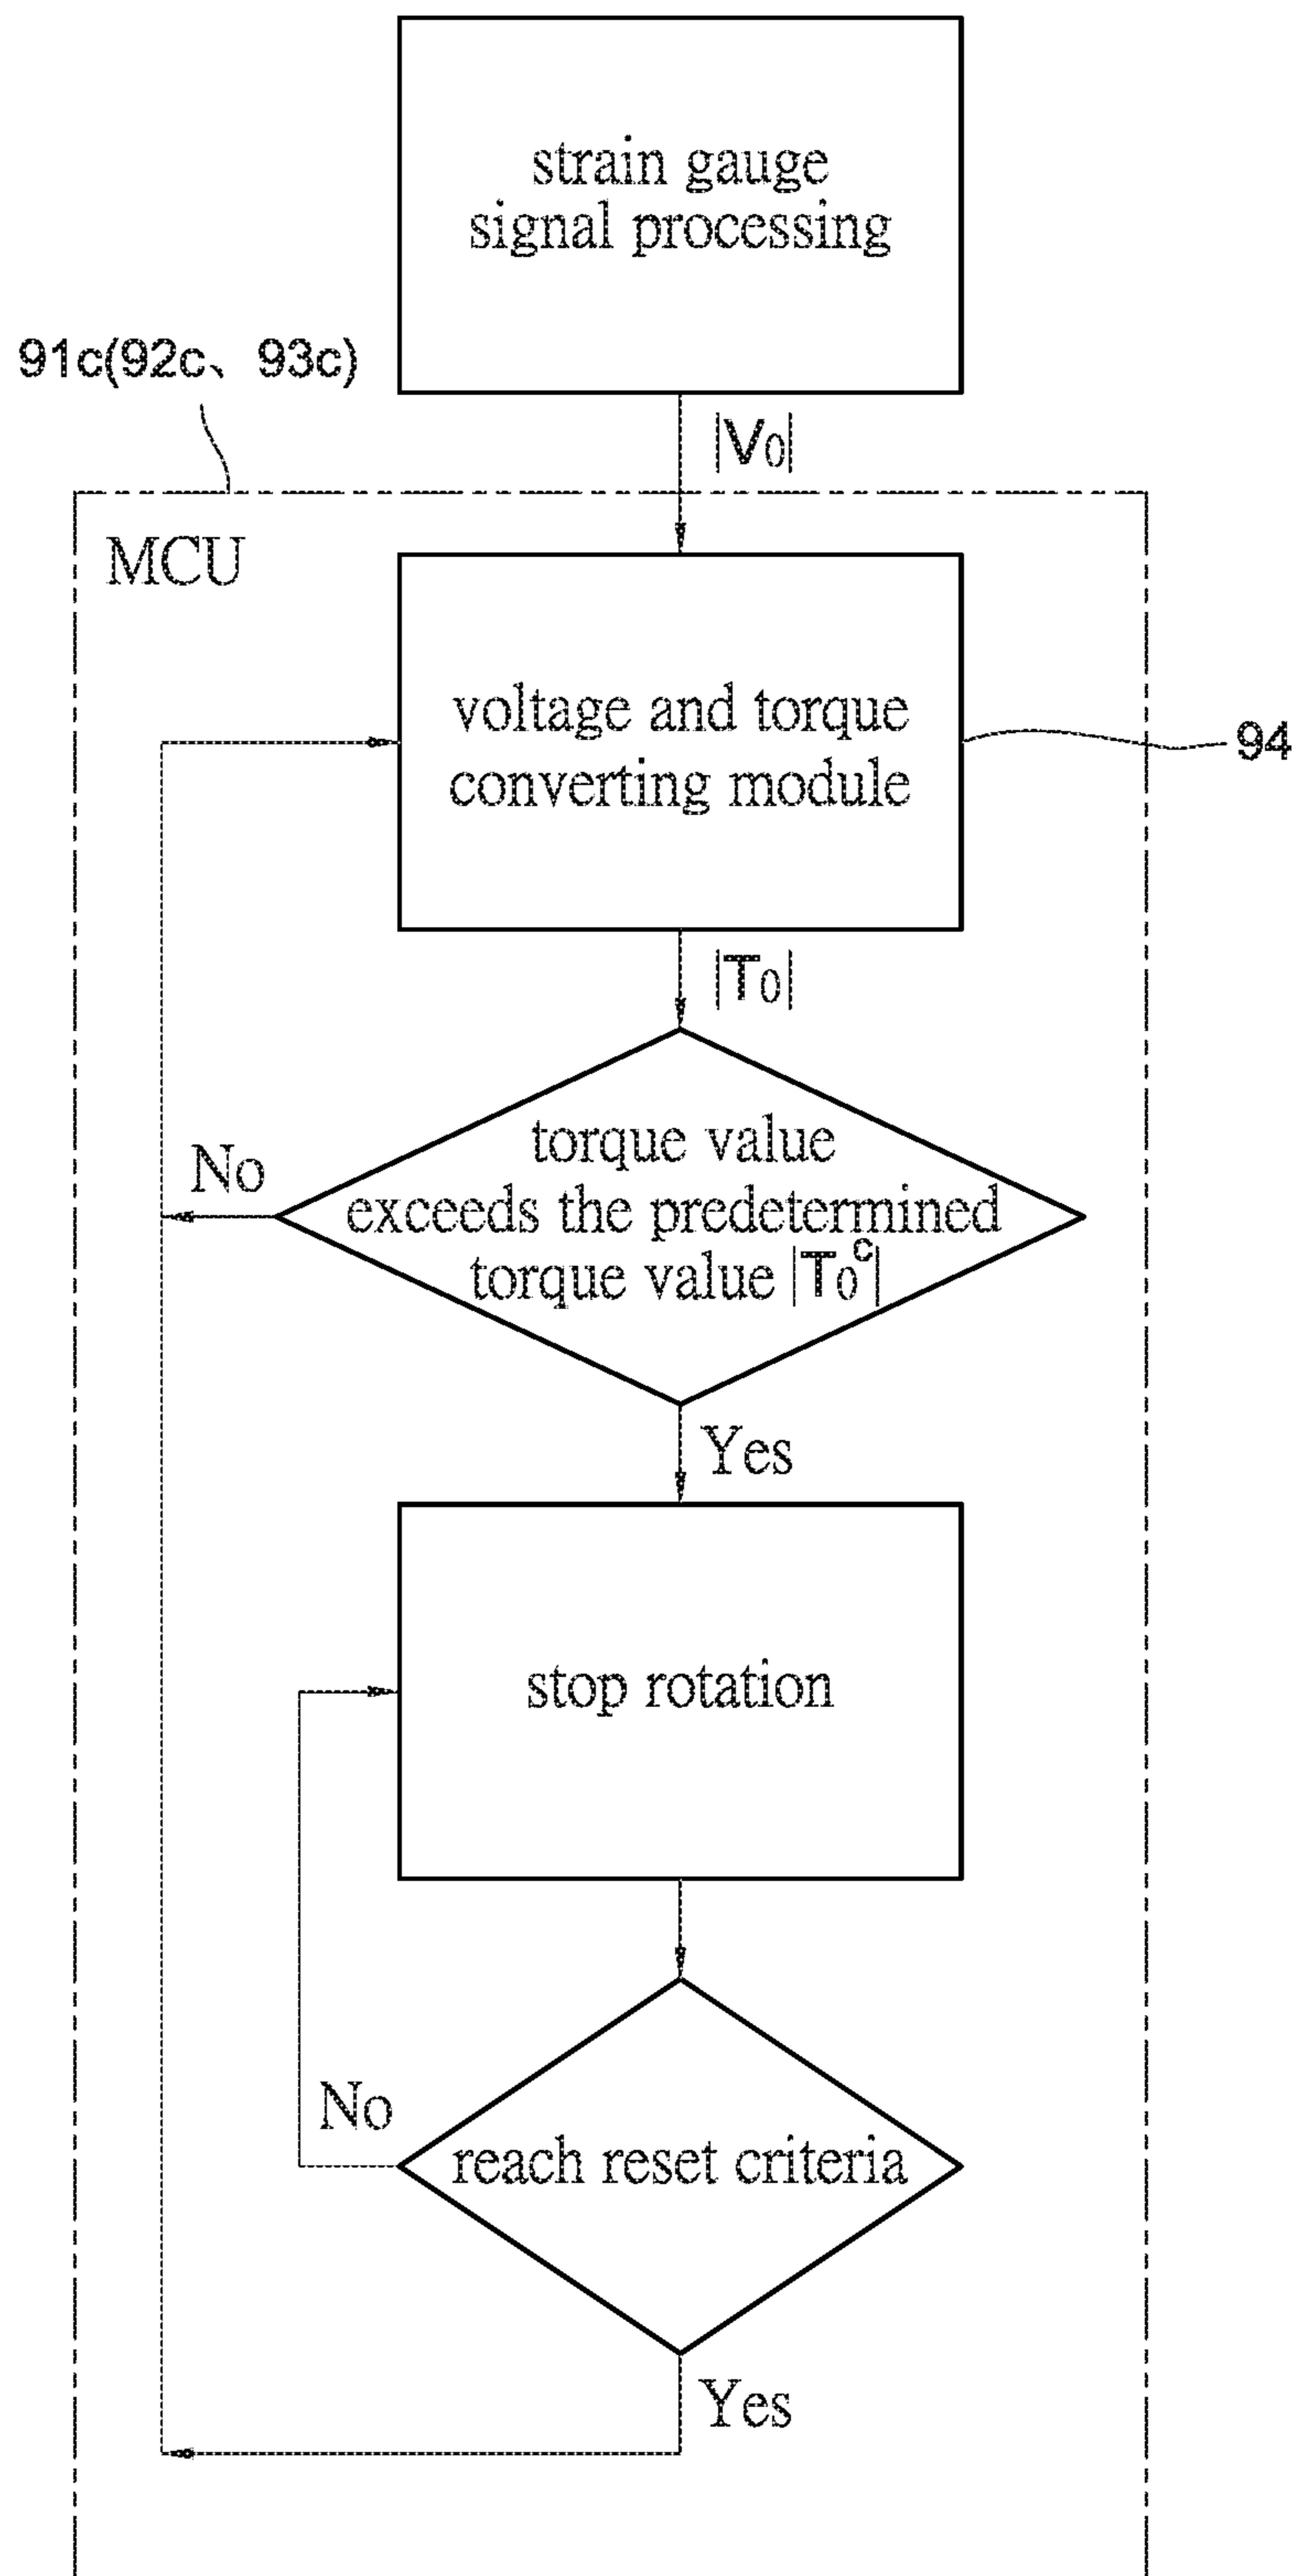 strain gauge
signal processing
91c(92c、93c)
|V0|
MCU
voltage and torque
converting module
94
|T0|
torque value
exceeds the predetermined
torque value |T0^c|
No
Yes
stop rotation
No
reach reset criteria
Yes